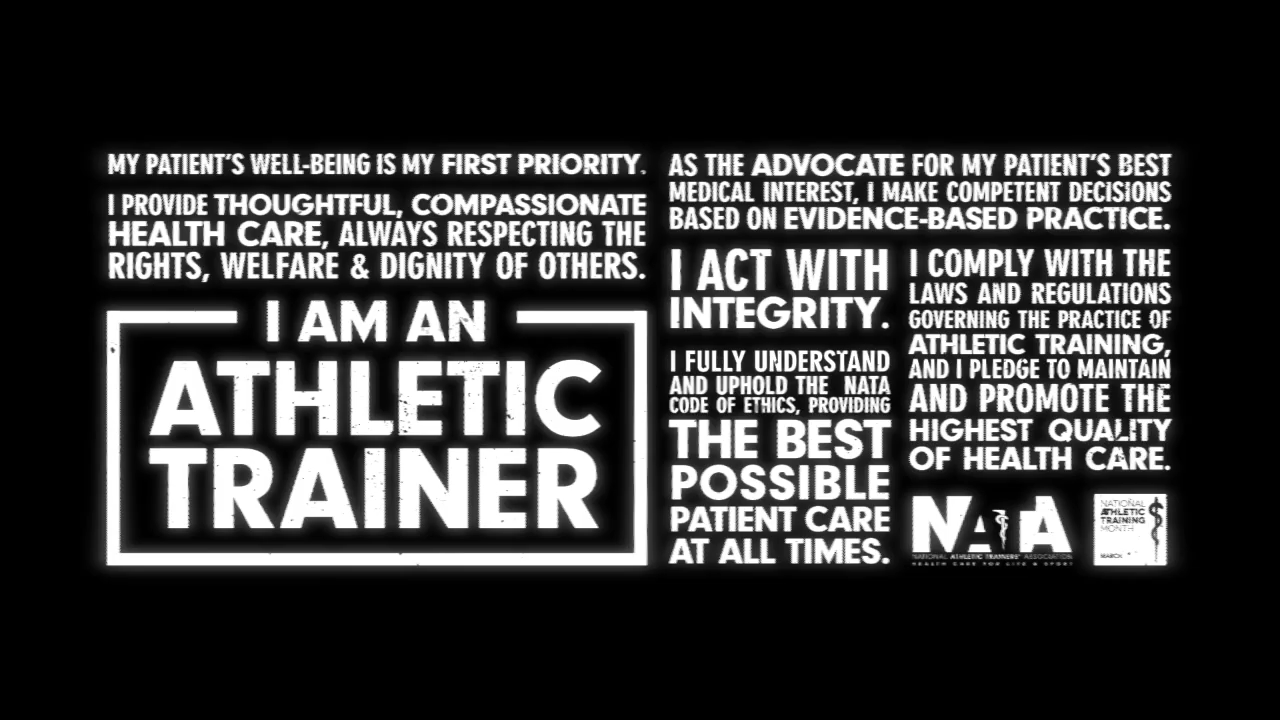 MY PATIENT'S WELL-BEING IS MY FIRST PRIORITY.
I PROVIDE THOUGHTFUL, COMPASSIONATE
HEALTH CARE, ALWAYS RESPECTING THE
RIGHTS, WELFARE & DIGNITY OF OTHERS.
I AM AN
ATHLETIC
TRAINER
AS THE ADVOCATE FOR MY PATIENT'S BEST
MEDICAL INTEREST, I MAKE COMPETENT DECISIONS
BASED ON EVIDENCE-BASED PRACTICE.
I ACT WITH
INTEGRITY.
I FULLY UNDERSTAND
AND UPHOLD THE NATA
CODE OF ETHICS, PROVIDING
THE BEST
POSSIBLE
PATIENT CARE
AT ALL TIMES.
I COMPLY WITH THE
LAWS AND REGULATIONS
GOVERNING THE PRACTICE OF
ATHLETIC TRAINING,
AND I PLEDGE TO MAINTAIN
AND PROMOTE THE
HIGHEST QUALITY
OF HEALTH CARE.
NATA
NATIONAL ATHLETIC TRAINERS' ASSOCIATION
HEALTH CARE FOR LIFE & SPORT
NATIONAL
ATHLETIC
TRAINING
MONTH
MARCH